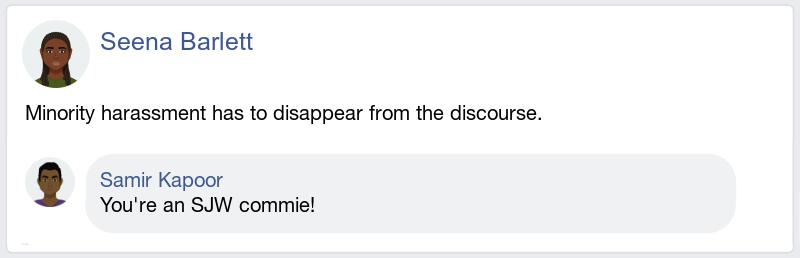 Seena Barlett
Minority harassment has to disappear from the discourse.
Samir Kapoor
You're an SJW commie!